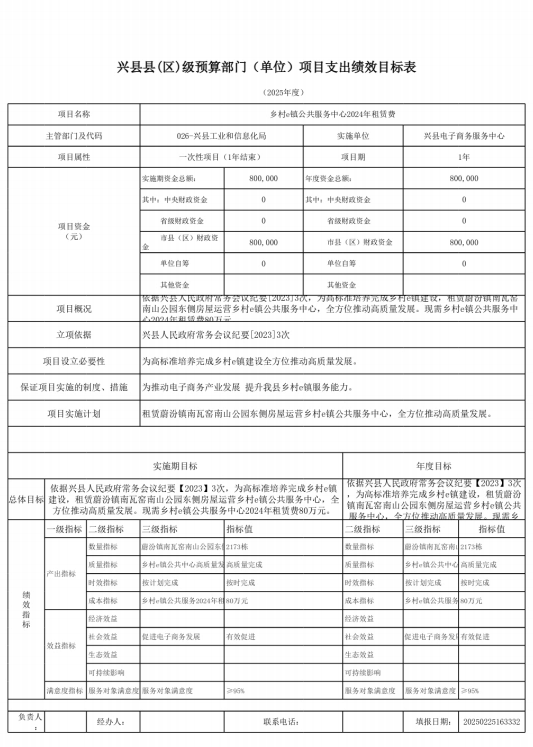 兴县县(区)级预算部门（单位）项目支出绩效目标表
（2025年度）
项目名称 乡村e镇公共服务中心2024年租赁费
主管部门及代码 026-兴县工业和信息化局 实施单位 兴县电子商务服务中心
项目属性 一次性项目（1年结束） 项目期 1年
项目资金（元）
实施期资金总额: 800,000 年度资金总额: 800,000
其中: 中央财政资金 0 其中: 中央财政资金 0
省级财政资金 0 省级财政资金 0
市县（区）财政资金 800,000 市县（区）财政资金 800,000
单位自筹 0 单位自筹 0
其他资金 其他资金
项目概况
依据兴县人民政府常务会议纪要[2023]3次，为高标准培养完成乡村e镇建设，租赁蔚汾镇南瓦窑
南山公园东侧房屋运营乡村e镇公共服务中心，全方位推动高质量发展。现需乡村e镇公共服务中
心2024年租赁费80万元
立项依据 兴县人民政府常务会议纪要[2023]3次
项目设立必要性 为高标准培养完成乡村e镇建设全方位推动高质量发展。
保证项目实施的制度、措施 为推动电子商务产业发展 提升我县乡村e镇服务能力。
项目实施计划 租赁蔚汾镇南瓦窑南山公园东侧房屋运营乡村e镇公共服务中心，全方位推动高质量发展。
实施期目标 年度目标
总体目标
依据兴县人民政府常务会议纪要【2023】3次，为高标准培养完成乡村e镇
建设，租赁蔚汾镇南瓦窑南山公园东侧房屋运营乡村e镇公共服务中心，全
方位推动高质量发展。现需乡村e镇公共服务中心2024年租赁费80万元。
依据兴县人民政府常务会议纪要【2023】3次
，为高标准培养完成乡村e镇建设，租赁蔚汾
镇南瓦窑南山公园东侧房屋运营乡村e镇公共
服务中心，全方位推动高质量发展。现需乡
绩效指标
一级指标 二级指标 三级指标 指标值 二级指标 三级指标 指标值
产出指标
数量指标 蔚汾镇南瓦窑南山公园东 2173栋 数量指标 蔚汾镇南瓦窑南 2173栋
质量指标 乡村e镇公共中心高质量发 高质量完成 质量指标 乡村e镇公共中心 高质量完成
时效指标 按计划完成 按时完成 时效指标 按计划完成 按时完成
成本指标 乡村e镇公共服务2024年租 80万元 成本指标 乡村e镇公共服务 80万元
效益指标
经济效益 经济效益
社会效益 促进电子商务发展 有效促进 社会效益 促进电子商务发 有效促进
生态效益 生态效益
可持续影响 可持续影响
满意度指标 服务对象满意度 服务对象满意度 ≥95% 服务对象满意度 服务对象满意度 ≥95%
负责人： 经办人: 联系电话: 填报日期: 20250225163332